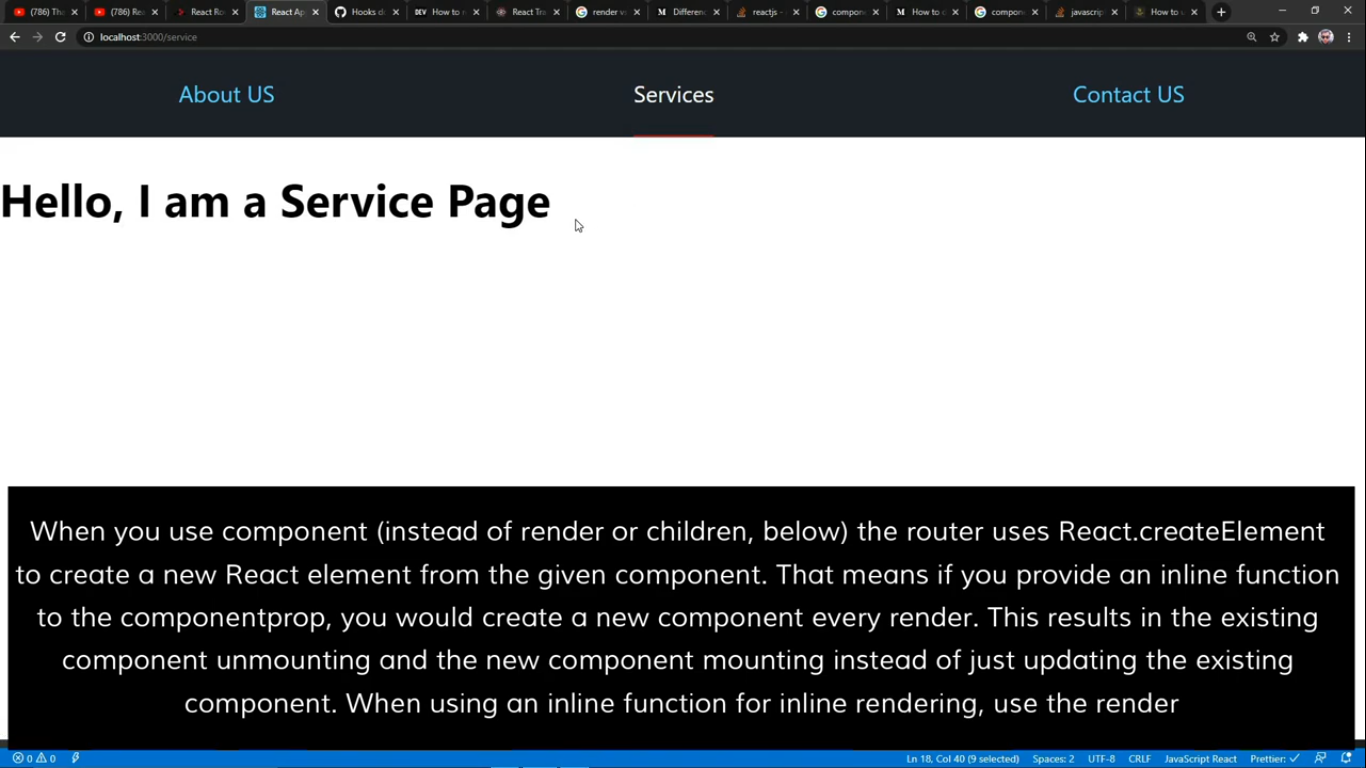 (786) Th
(786) Re
React Ro
React Ap
Hooks d
DEV How to r
React Tra
render v
M Differen
reactjs -
compon
M How to c
compon
javascrip
How to u
localhost:3000/service
About US Services Contact US
Hello, I am a Service Page
When you use component (instead of render or children, below) the router uses React.createElement
to create a new React element from the given component. That means if you provide an inline function
to the componentprop, you would create a new component every render. This results in the existing
component unmounting and the new component mounting instead of just updating the existing
component. When using an inline function for inline rendering, use the render
0 0 Ln 18, Col 40 (9 selected) Spaces: 2 UTF-8 CRLF JavaScript React Prettier: ✓